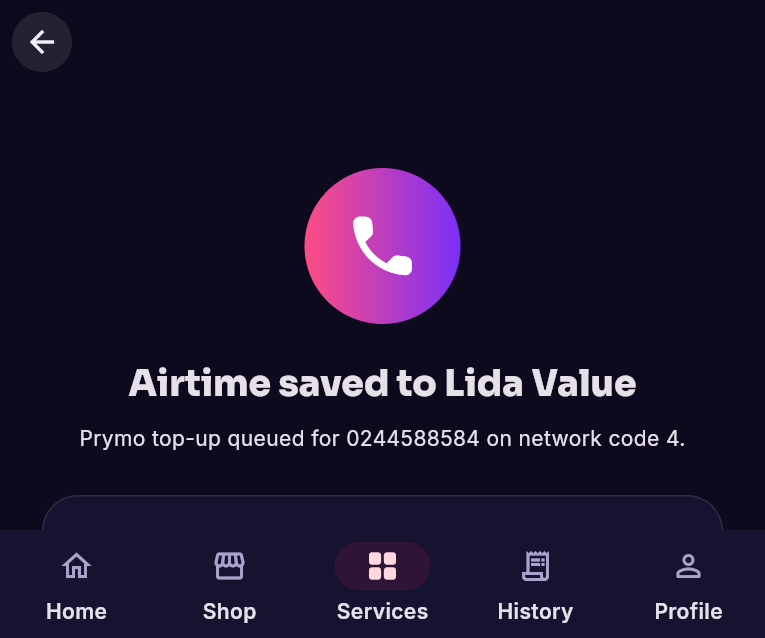 Airtime saved to Lida Value
Prymo top-up queued for 0244588584 on network code 4.
Home
Shop
Services
History
Profile